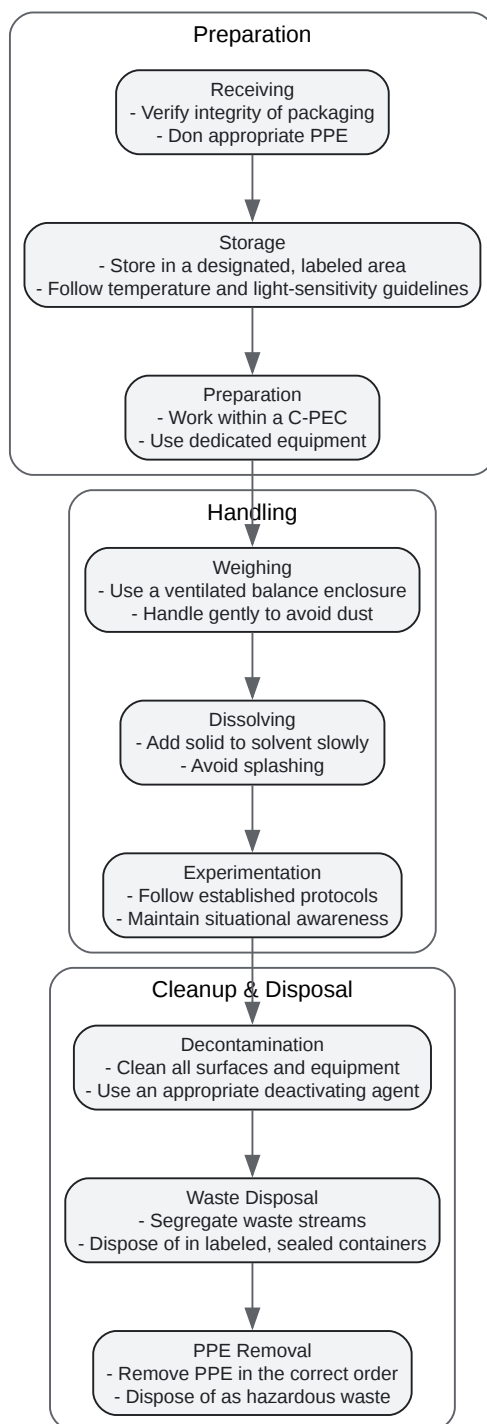 Preparation
Receiving
- Verify integrity of packaging
- Don appropriate PPE
Storage
- Store in a designated, labeled area
- Follow temperature and light-sensitivity guidelines
Preparation
- Work within a C-PEC
- Use dedicated equipment
Handling
Weighing
- Use a ventilated balance enclosure
- Handle gently to avoid dust
Dissolving
- Add solid to solvent slowly
- Avoid splashing
Experimentation
- Follow established protocols
- Maintain situational awareness
Cleanup & Disposal
Decontamination
- Clean all surfaces and equipment
- Use an appropriate deactivating agent
Waste Disposal
- Segregate waste streams
- Dispose of in labeled, sealed containers
PPE Removal
- Remove PPE in the correct order
- Dispose of as hazardous waste